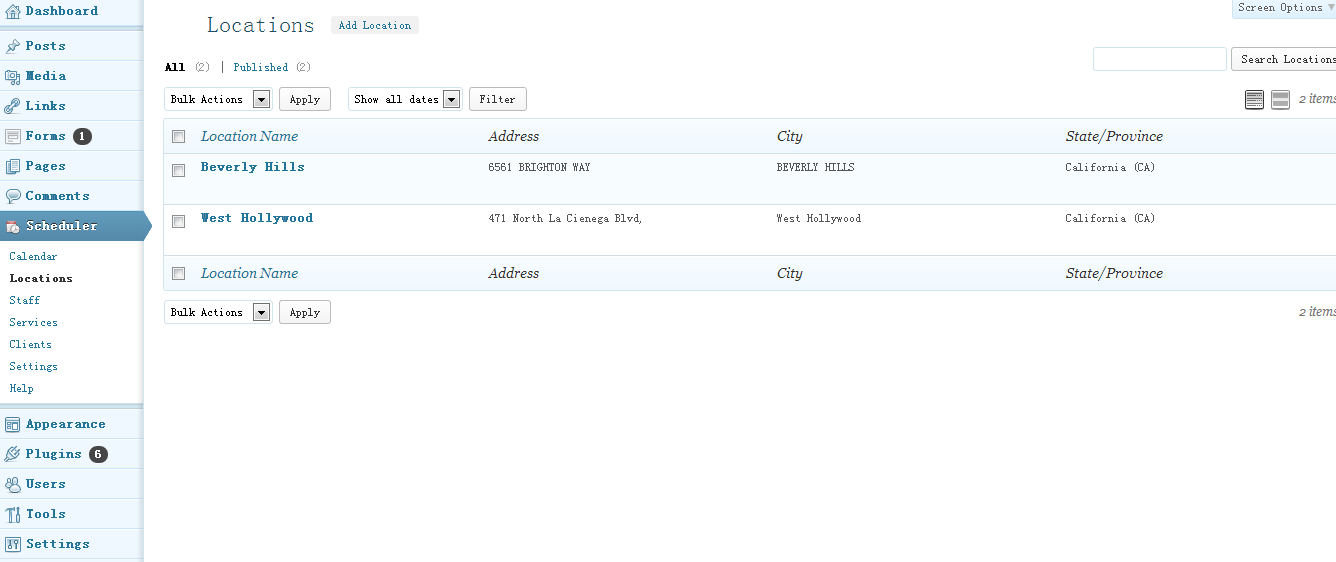 Dashboard
Posts
Media
Links
Forms 1
Pages
Comments
Scheduler
Calendar
Locations
Staff
Services
Clients
Settings
Help
Appearance
Plugins 6
Users
Tools
Settings
Screen Options
Locations Add Location
All (2) | Published (2)
Search Locations
Bulk Actions Apply Show all dates Filter 2 items
Location Name Address City State/Province
Beverly Hills 6561 BRIGHTON WAY BEVERLY HILLS California (CA)
West Hollywood 471 North La Cienega Blvd, West Hollywood California (CA)
Location Name Address City State/Province
Bulk Actions Apply 2 items